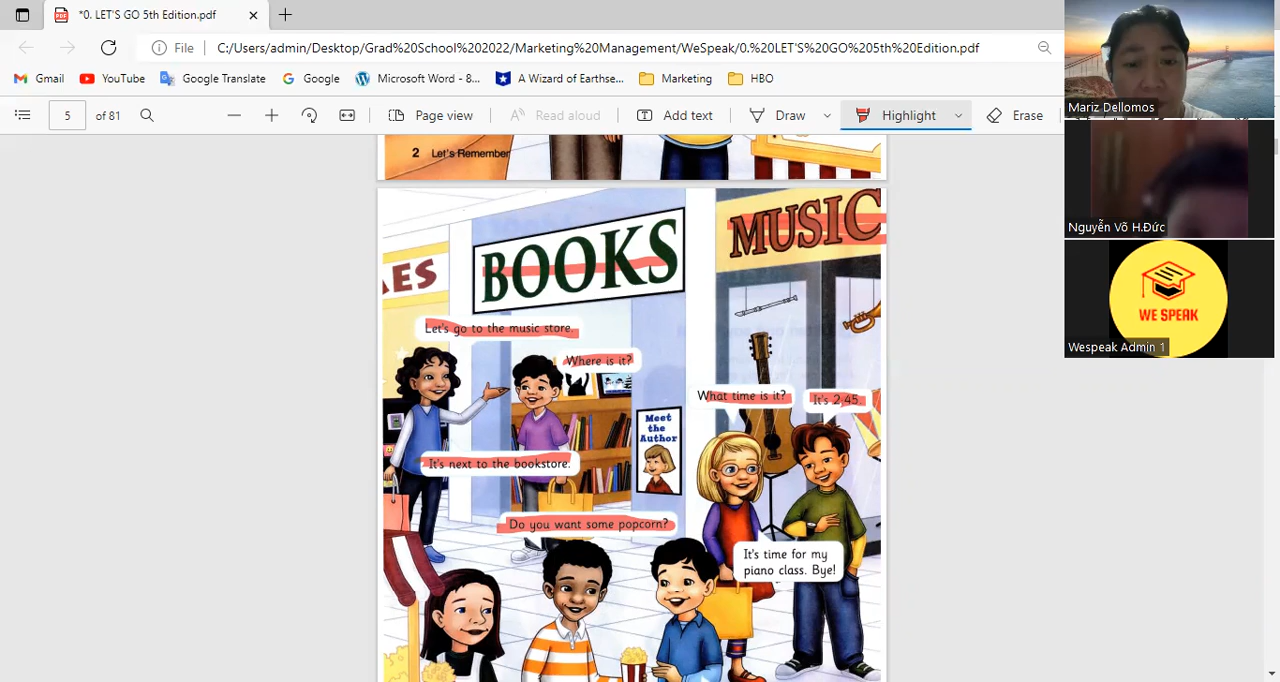 *0. LET'S GO 5th Edition.pdf
File C:/Users/admin/Desktop/Grad%20School%202022/Marketing%20Management/WeSpeak/0.%20LET'S%20GO%205th%20Edition.pdf
Gmail YouTube Google Translate Google Microsoft Word - 8... A Wizard of Earthse... Marketing HBO
5 of 81 Page view Read aloud Add text Draw Highlight Erase
Mariz Dellomos
Nguyễn Võ H.Đức
WE SPEAK
Wespeak Admin 1
2 Let's Remember
BOOKS
MUSIC
Let's go to the music store.
Where is it?
What time is it?
It's 2:45.
Meet
the
Author
It's next to the bookstore.
Do you want some popcorn?
It's time for my
piano class. Bye!